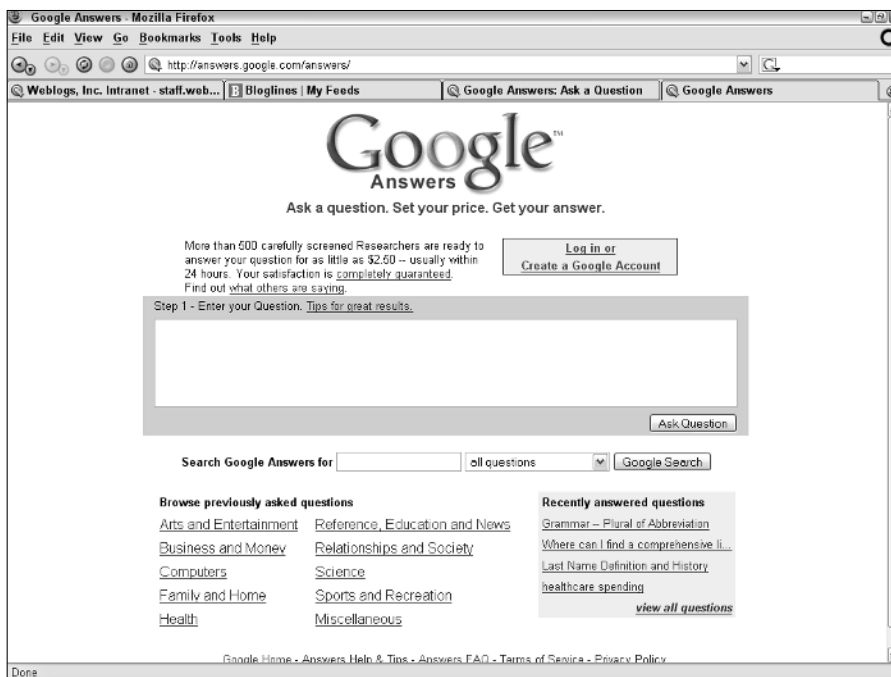 Google Answers - Mozilla Firefox
File Edit View Go Bookmarks Tools Help
http://answers.google.com/answers/
Weblogs, Inc. Intranet - staff.web... Bloglines | My Feeds Google Answers: Ask a Question Google Answers
Google™
Answers
Ask a question. Set your price. Get your answer.
More than 500 carefully screened Researchers are ready to
answer your question for as little as $2.50 -- usually within
24 hours. Your satisfaction is completely guaranteed.
Find out what others are saying.
Log in or
Create a Google Account
Step 1 - Enter your Question. Tips for great results.
Ask Question
Search Google Answers for all questions Google Search
Browse previously asked questions
Arts and Entertainment Reference, Education and News
Business and Money Relationships and Society
Computers Science
Family and Home Sports and Recreation
Health Miscellaneous
Recently answered questions
Grammar -- Plural of Abbreviation
Where can I find a comprehensive li...
Last Name Definition and History
healthcare spending
view all questions
Google Home - Answers Help & Tips - Answers FAQ - Terms of Service - Privacy Policy
Done